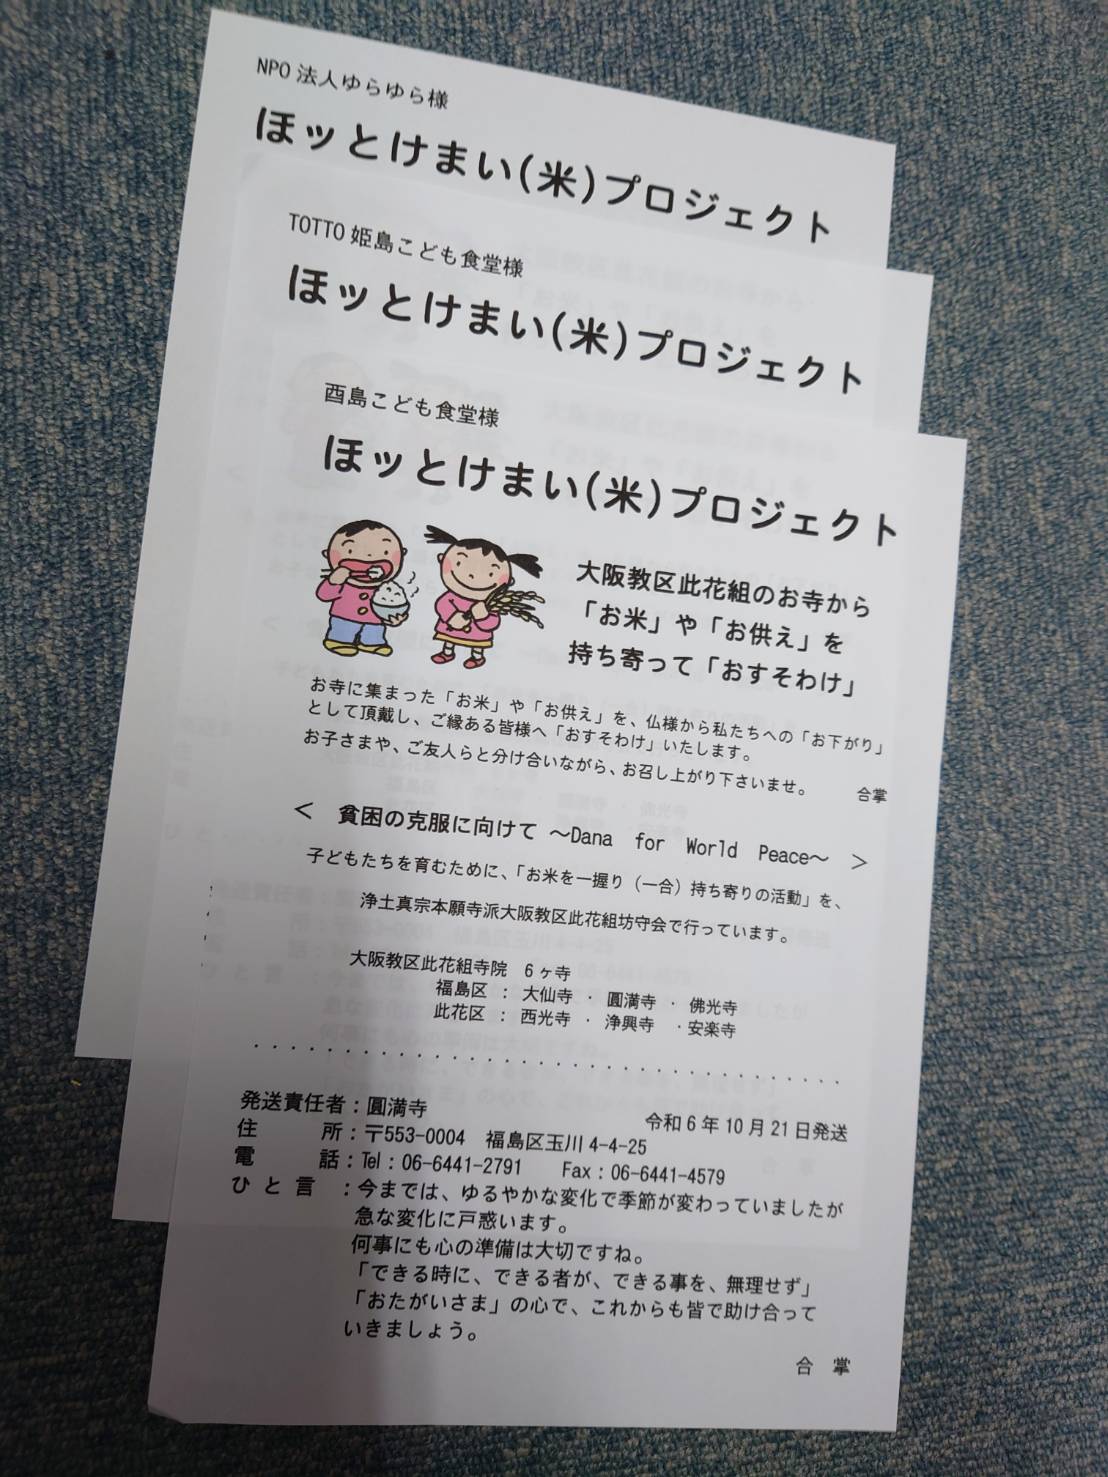 NPO法人ゆらゆら様
ほッとけまい(米)プロジェクト
TOTTO姫島こども食堂様
ほッとけまい(米)プロジェクト
酉島こども食堂様
ほッとけまい(米)プロジェクト
大阪教区此花組のお寺から
「お米」や「お供え」を
持ち寄って「おすそわけ」
お寺に集まった「お米」や「お供え」を、仏様から私たちへの「お下がり」
として頂戴し、ご縁ある皆様へ「おすそわけ」いたします。
お子さまや、ご友人らと分け合いながら、お召し上がり下さいませ。 合掌
＜ 貧困の克服に向けて ～Dana for World Peace～ ＞
子どもたちを育むために、「お米を一握り（一合）持ち寄りの活動」を、
浄土真宗本願寺派大阪教区此花組坊守会で行っています。
大阪教区此花組寺院 6ヶ寺
福島区 : 大仙寺 ・ 圓満寺 ・ 佛光寺
此花区 : 西光寺 ・ 浄興寺 ・安楽寺
発送責任者：圓満寺 令和6年10月21日発送
住 所：〒553-0004 福島区玉川4-4-25
電 話：Tel：06-6441-2791 Fax：06-6441-4579
ひと言 ：今までは、ゆるやかな変化で季節が変わっていましたが
急な変化に戸惑います。
何事にも心の準備は大切ですね。
「できる時に、できる者が、できる事を、無理せず」
「おたがいさま」の心で、これからも皆で助け合って
いきましょう。
合 掌